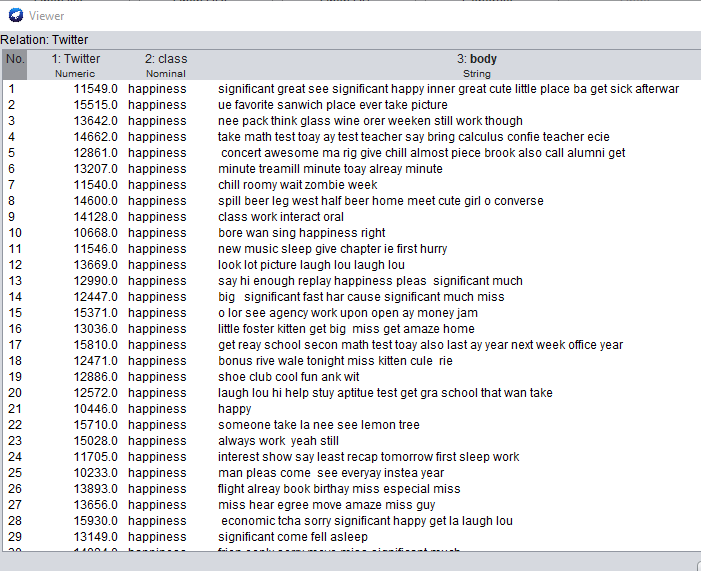 Viewer
Relation: Twitter
No. 1: Twitter 2: class 3: body
Numeric Nominal String
1 11549.0 happiness significant great see significant happy inner great cute little place ba get sick afterwar
2 15515.0 happiness ue favorite sanwich place ever take picture
3 13642.0 happiness nee pack think glass wine orer weeken still work though
4 14662.0 happiness take math test toay ay test teacher say bring calculus confie teacher ecie
5 12861.0 happiness concert awesome ma rig give chill almost piece brook also call alumni get
6 13207.0 happiness minute treamill minute toay alreay minute
7 11540.0 happiness chill roomy wait zombie week
8 14600.0 happiness spill beer leg west half beer home meet cute girl o converse
9 14128.0 happiness class work interact oral
10 10668.0 happiness bore wan sing happiness right
11 11546.0 happiness new music sleep give chapter ie first hurry
12 13669.0 happiness look lot picture laugh lou laugh lou
13 12990.0 happiness say hi enough replay happiness pleas significant much
14 12447.0 happiness big significant fast har cause significant much miss
15 15371.0 happiness o lor see agency work upon open ay money jam
16 13036.0 happiness little foster kitten get big miss get amaze home
17 15810.0 happiness get reay school secon math test toay also last ay year next week office year
18 12471.0 happiness bonus rive wale tonight miss kitten cule rie
19 12886.0 happiness shoe club cool fun ank wit
20 12572.0 happiness laugh lou hi help stuy aptitue test get gra school that wan take
21 10446.0 happiness happy
22 15710.0 happiness someone take la nee see lemon tree
23 15028.0 happiness always work yeah still
24 11705.0 happiness interest show say least recap tomorrow first sleep work
25 10233.0 happiness man pleas come see everyay instea year
26 13893.0 happiness flight alreay book birthay miss especial miss
27 13656.0 happiness miss hear egree move amaze miss guy
28 15930.0 happiness economic tcha sorry significant happy get la laugh lou
29 13149.0 happiness significant come fell asleep